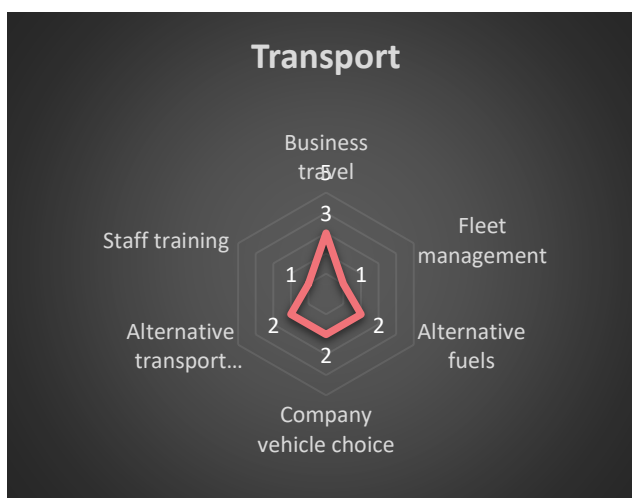 Transport
Business
travel
5
3
Staff training
Fleet
management
1
1
Alternative
transport…
2
2
Alternative
fuels
2
Company
vehicle choice